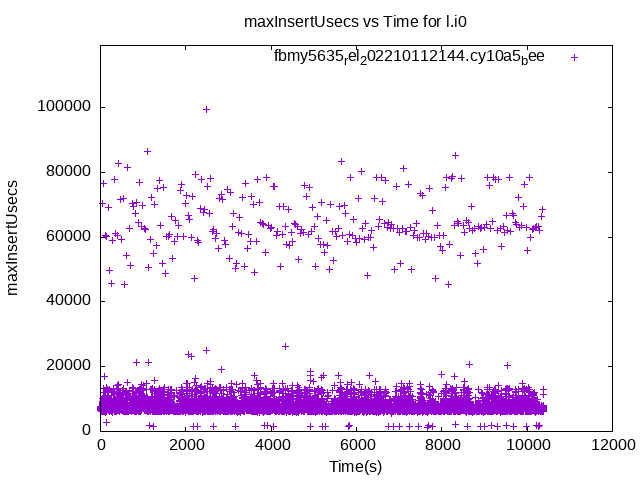 maxInsertUsecs vs Time for l.i0
fbmy5635rel202210112144.cy10a5bee
100000
80000
maxInsertUsecs
60000
40000
20000
0
0 2000 4000 6000 8000 10000 12000
Time(s)